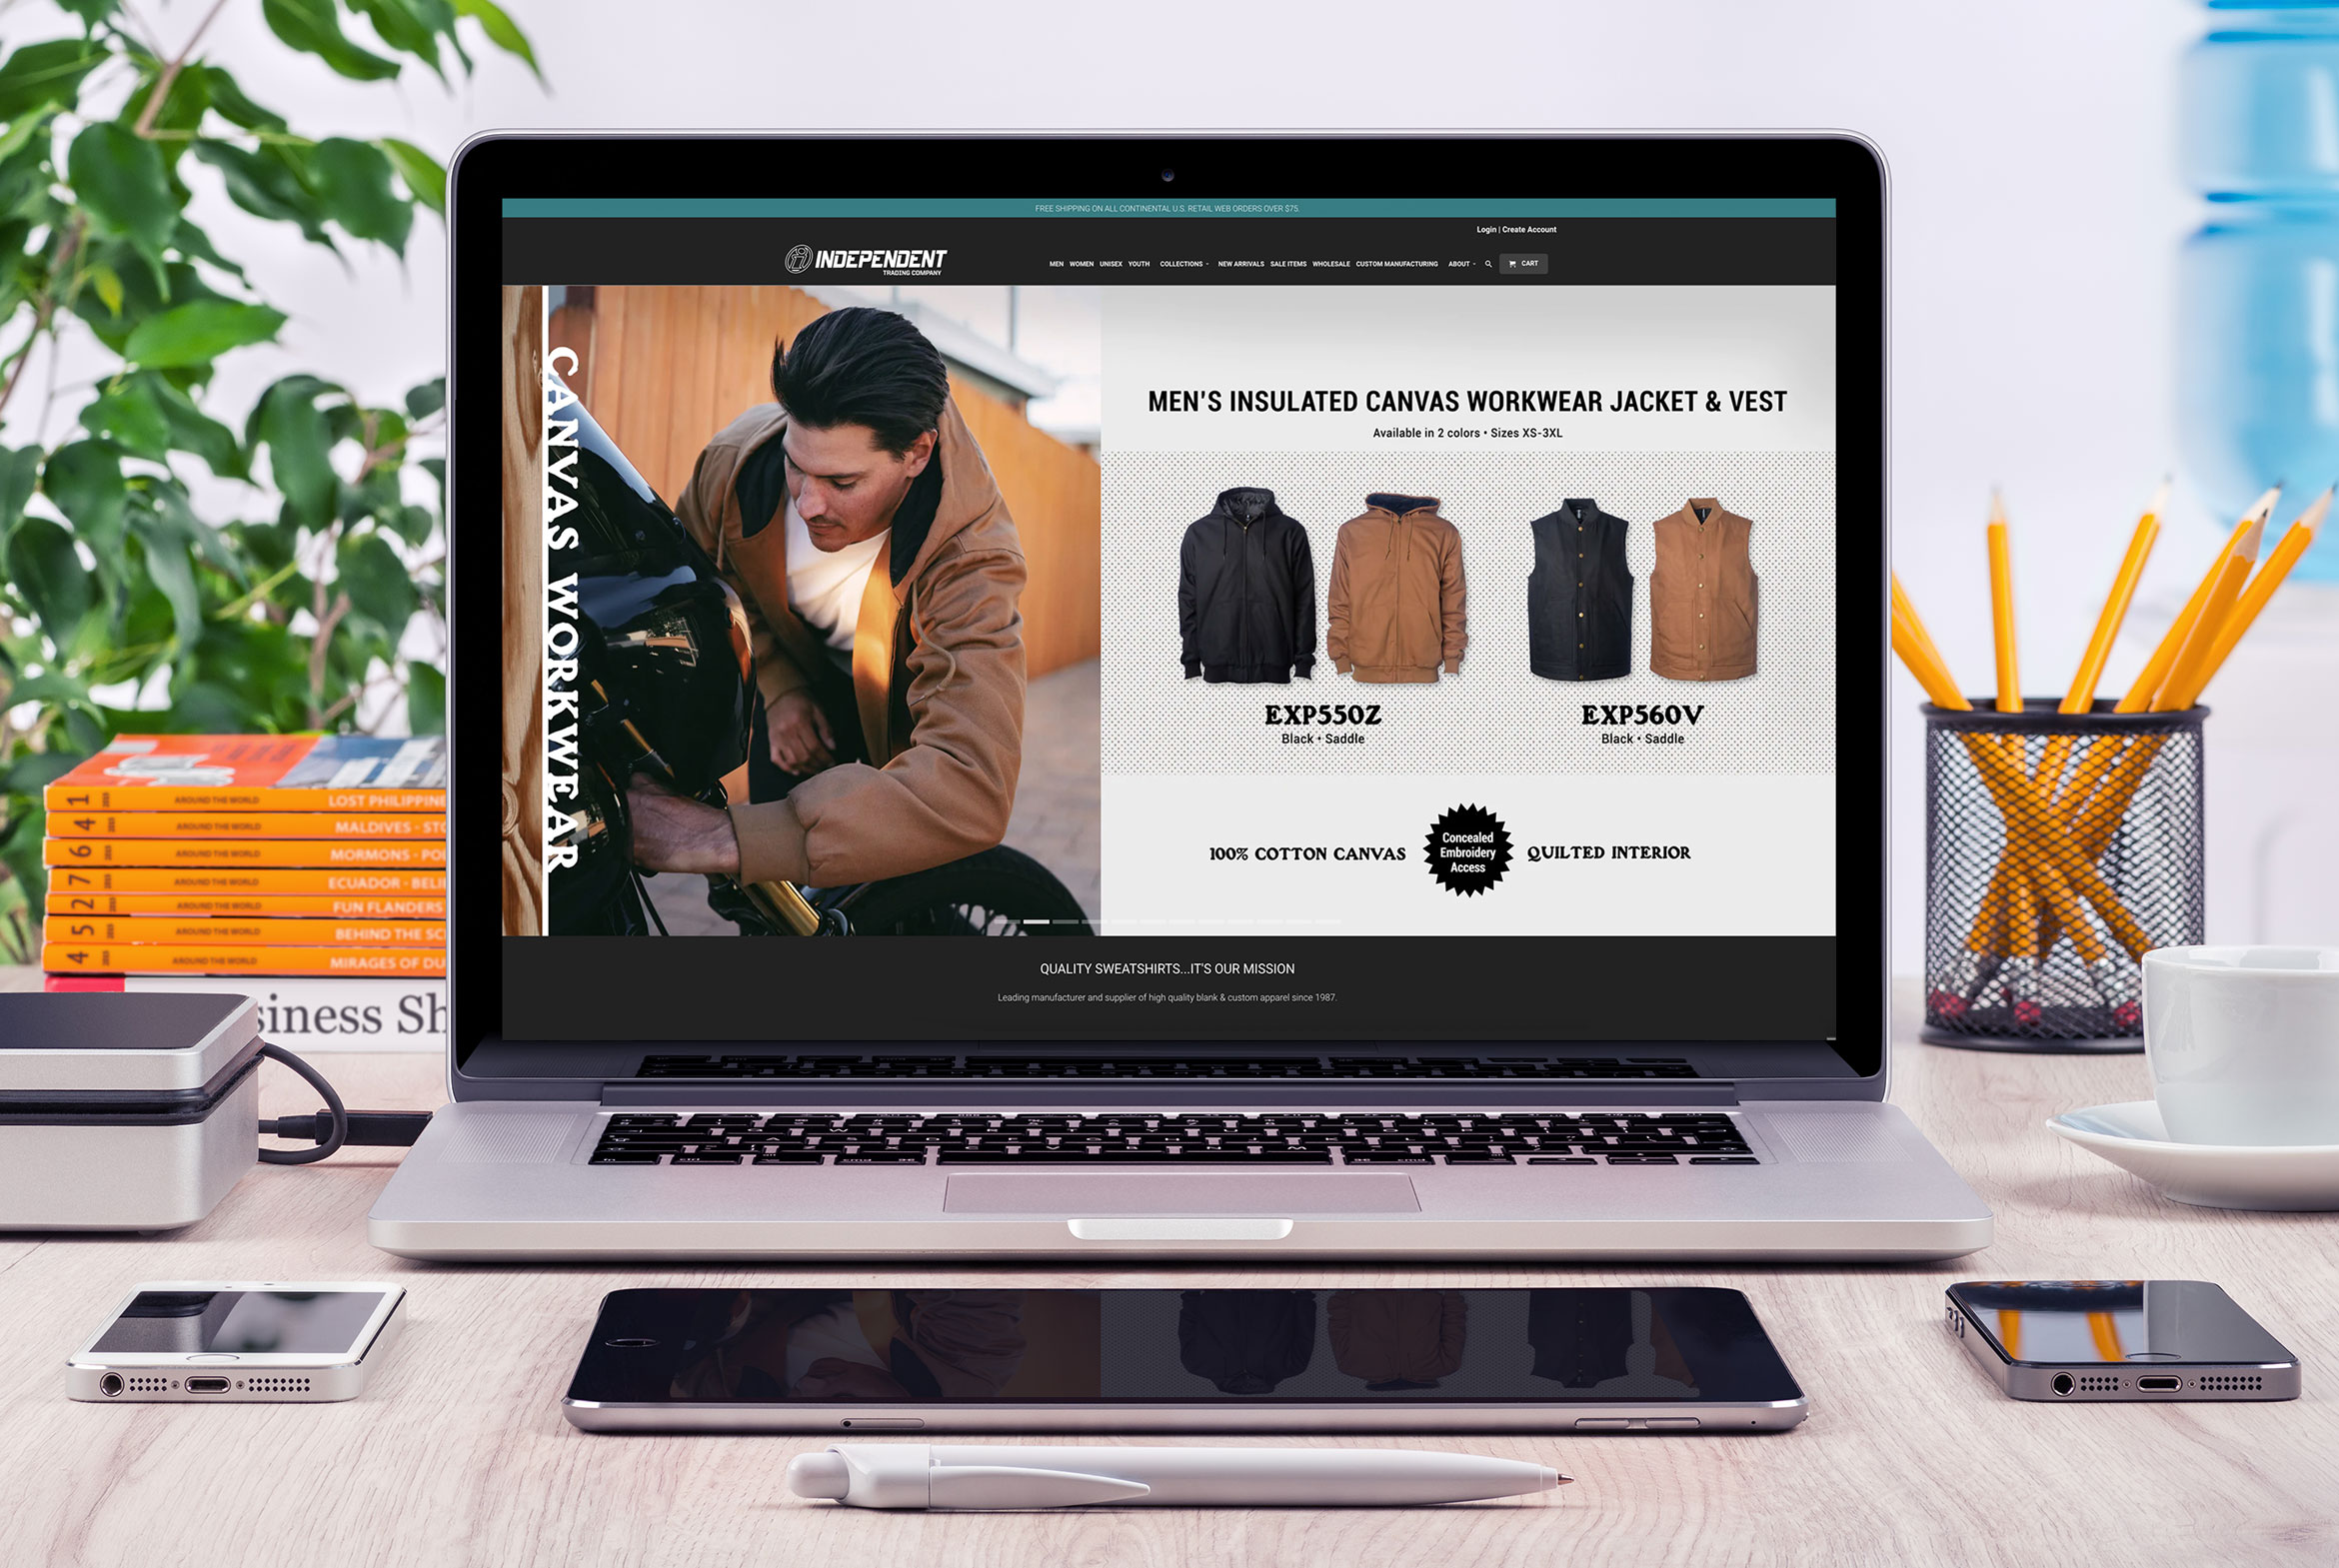 FREE SHIPPING ON ALL CONTINENTAL U.S. RETAIL WEB ORDERS OVER $75.
Login | Create Account
INDEPENDENT
TRADING COMPANY
MEN WOMEN UNISEX YOUTH COLLECTIONS NEW ARRIVALS SALE ITEMS WHOLESALE CUSTOM MANUFACTURING ABOUT CART
CANVAS WORKWEAR
MEN'S INSULATED CANVAS WORKWEAR JACKET & VEST
Available in 2 colors • Sizes XS-3XL
EXP550Z
Black • Saddle
EXP560V
Black • Saddle
100% COTTON CANVAS
Concealed
Embroidery
Access
QUILTED INTERIOR
QUALITY SWEATSHIRTS...IT'S OUR MISSION
Leading manufacturer and supplier of high quality blank & custom apparel since 1987.
1 AROUND THE WORLD LOST PHILIPPINE
4 AROUND THE WORLD MALDIVES · STO
6 AROUND THE WORLD MORMONS · PO
7 AROUND THE WORLD ECUADOR · BELI
2 AROUND THE WORLD FUN FLANDERS
5 AROUND THE WORLD BEHIND THE SC
4 AROUND THE WORLD MIRAGES OF DU
siness Sh